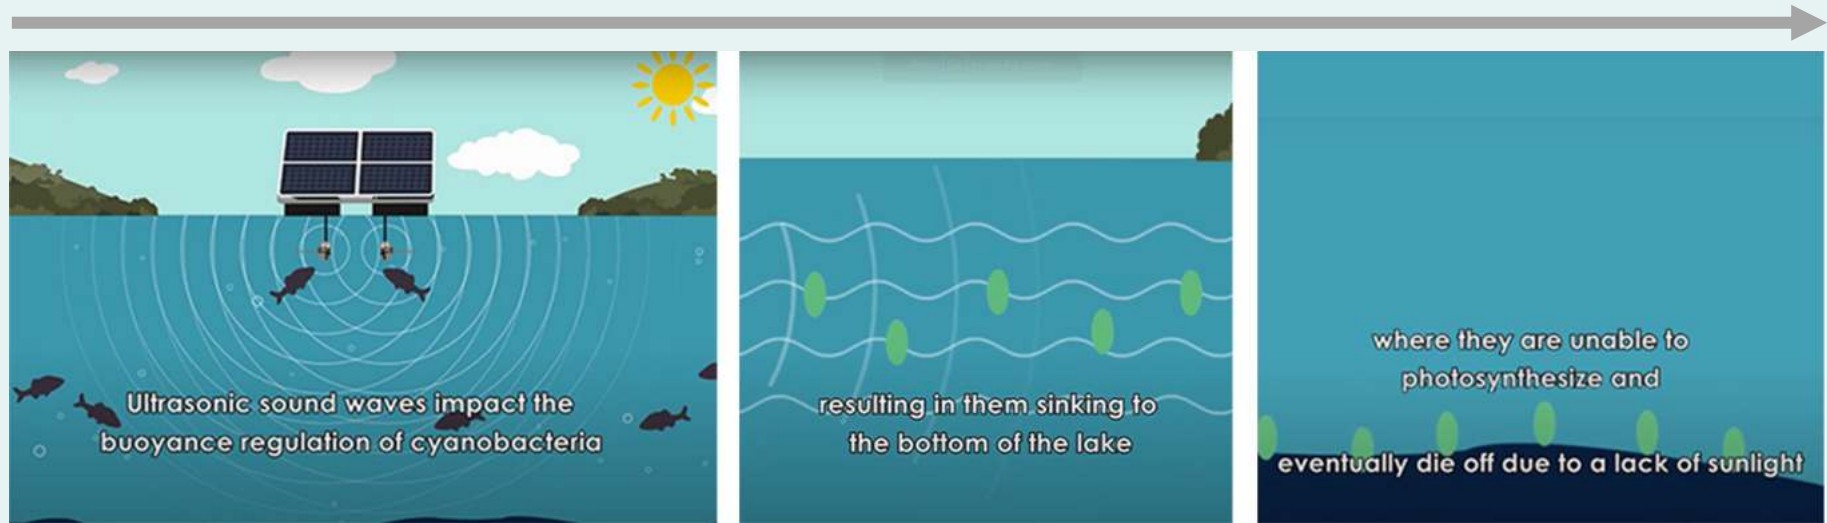 Ultrasonic sound waves impact the
buoyance regulation of cyanobacteria
resulting in them sinking to
the bottom of the lake
where they are unable to
photosynthesize and
eventually die off due to a lack of sunlight